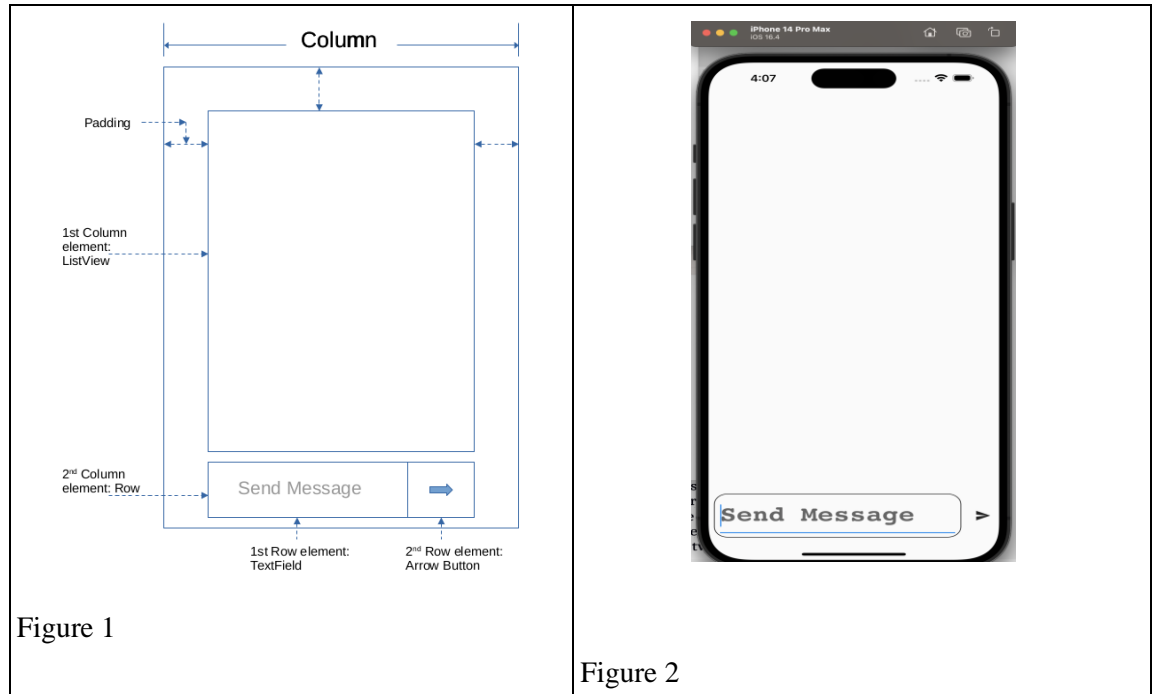 Column
Padding
1st Column
element:
ListView
2nd Column
element: Row
Send Message
1st Row element:
TextField
2nd Row element:
Arrow Button
Figure 1
iPhone 14 Pro Max
iOS 16.4
4:07
Send Message
Figure 2